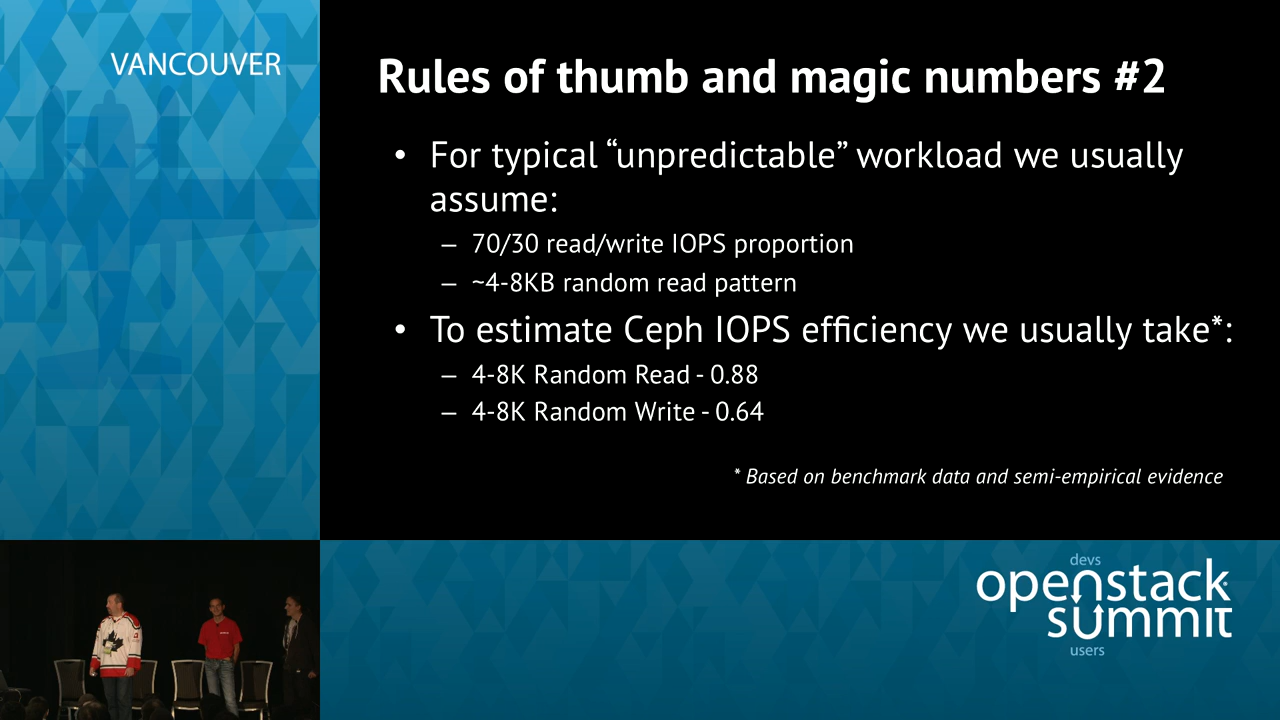 VANCOUVER
Rules of thumb and magic numbers #2
• For typical “unpredictable” workload we usually
assume:
– 70/30 read/write IOPS proportion
– ~4-8KB random read pattern
• To estimate Ceph IOPS efficiency we usually take*:
– 4-8K Random Read - 0.88
– 4-8K Random Write - 0.64
* Based on benchmark data and semi-empirical evidence
devs
openstack
summit
users